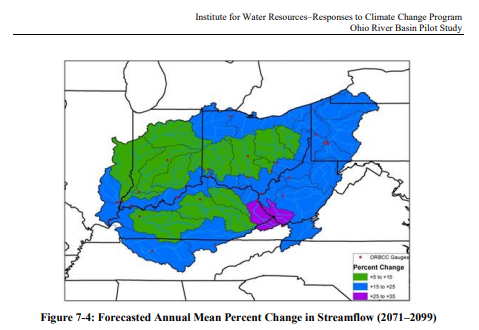 Institute for Water Resources–Responses to Climate Change Program
Ohio River Basin Pilot Study
ORBCC Gauges
Percent Change
+5 to +15
+15 to +25
+25 to +35
Figure 7-4: Forecasted Annual Mean Percent Change in Streamflow (2071–2099)